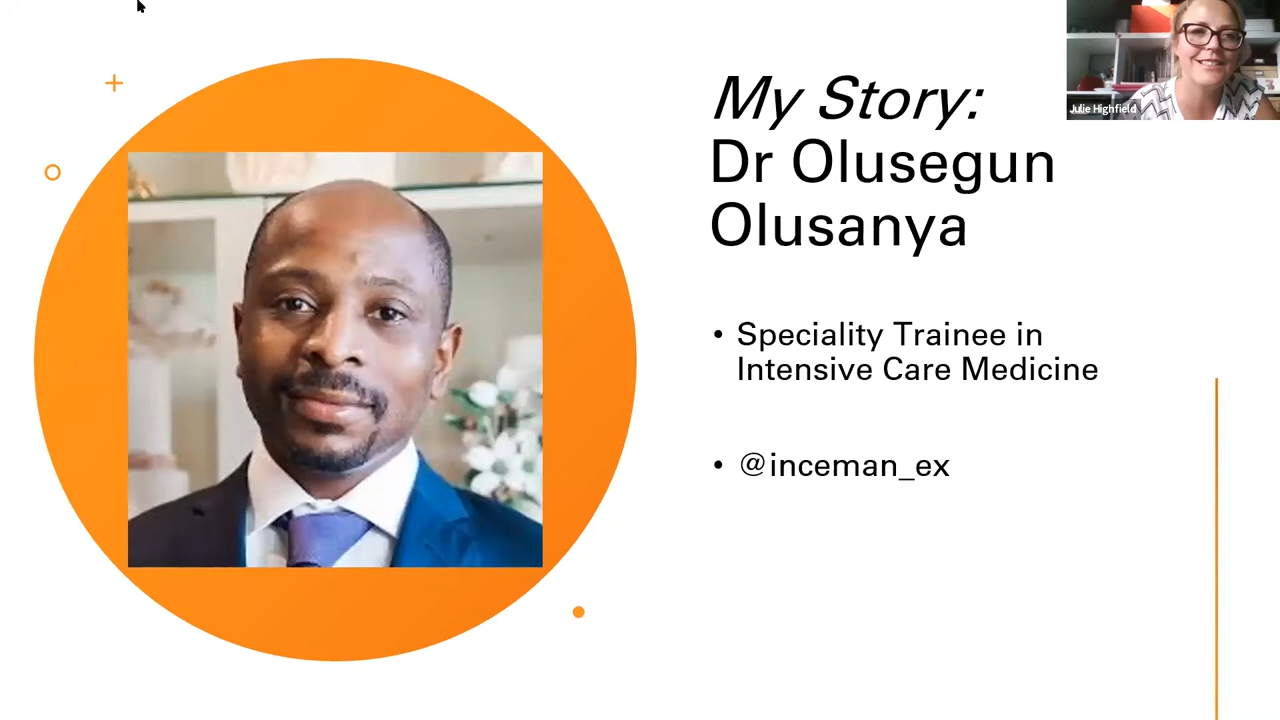 My Story:
Dr Olusegun
Olusanya
• Speciality Trainee in
Intensive Care Medicine
• @inceman_ex
Julie Highfield